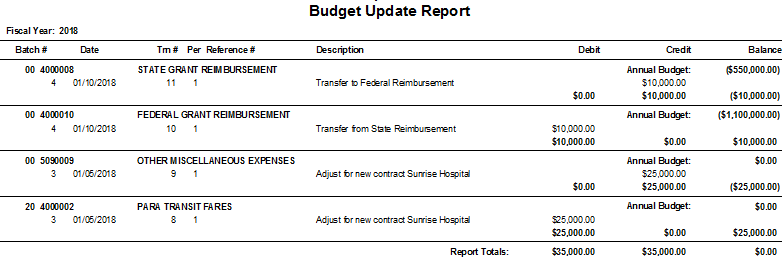 Budget Update Report
Fiscal Year: 2018
Batch # Date Trn # Per Reference # Description Debit Credit Balance
00 4000008 STATE GRANT REIMBURSEMENT Annual Budget: ($550,000.00)
4 01/10/2018 11 1 Transfer to Federal Reimbursement $10,000.00
$0.00 $10,000.00 ($10,000.00)
00 4000010 FEDERAL GRANT REIMBURSEMENT Annual Budget: ($1,100,000.00)
4 01/10/2018 10 1 Transfer from State Reimbursement $10,000.00
$10,000.00 $0.00 $10,000.00
00 5090009 OTHER MISCELLANEOUS EXPENSES Annual Budget: $0.00
3 01/05/2018 9 1 Adjust for new contract Sunrise Hospital $25,000.00
$0.00 $25,000.00 ($25,000.00)
20 4000002 PARA TRANSIT FARES Annual Budget: $0.00
3 01/05/2018 8 1 Adjust for new contract Sunrise Hospital $25,000.00
$25,000.00 $0.00 $25,000.00
Report Totals: $35,000.00 $35,000.00 $0.00